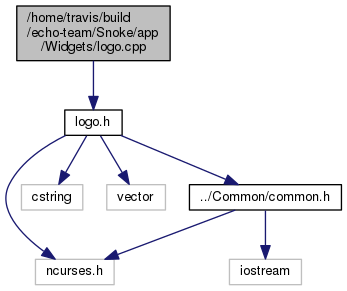 /home/travis/build
/echo-team/Snoke/app
/Widgets/logo.cpp
logo.h
cstring
vector
../Common/common.h
ncurses.h
iostream